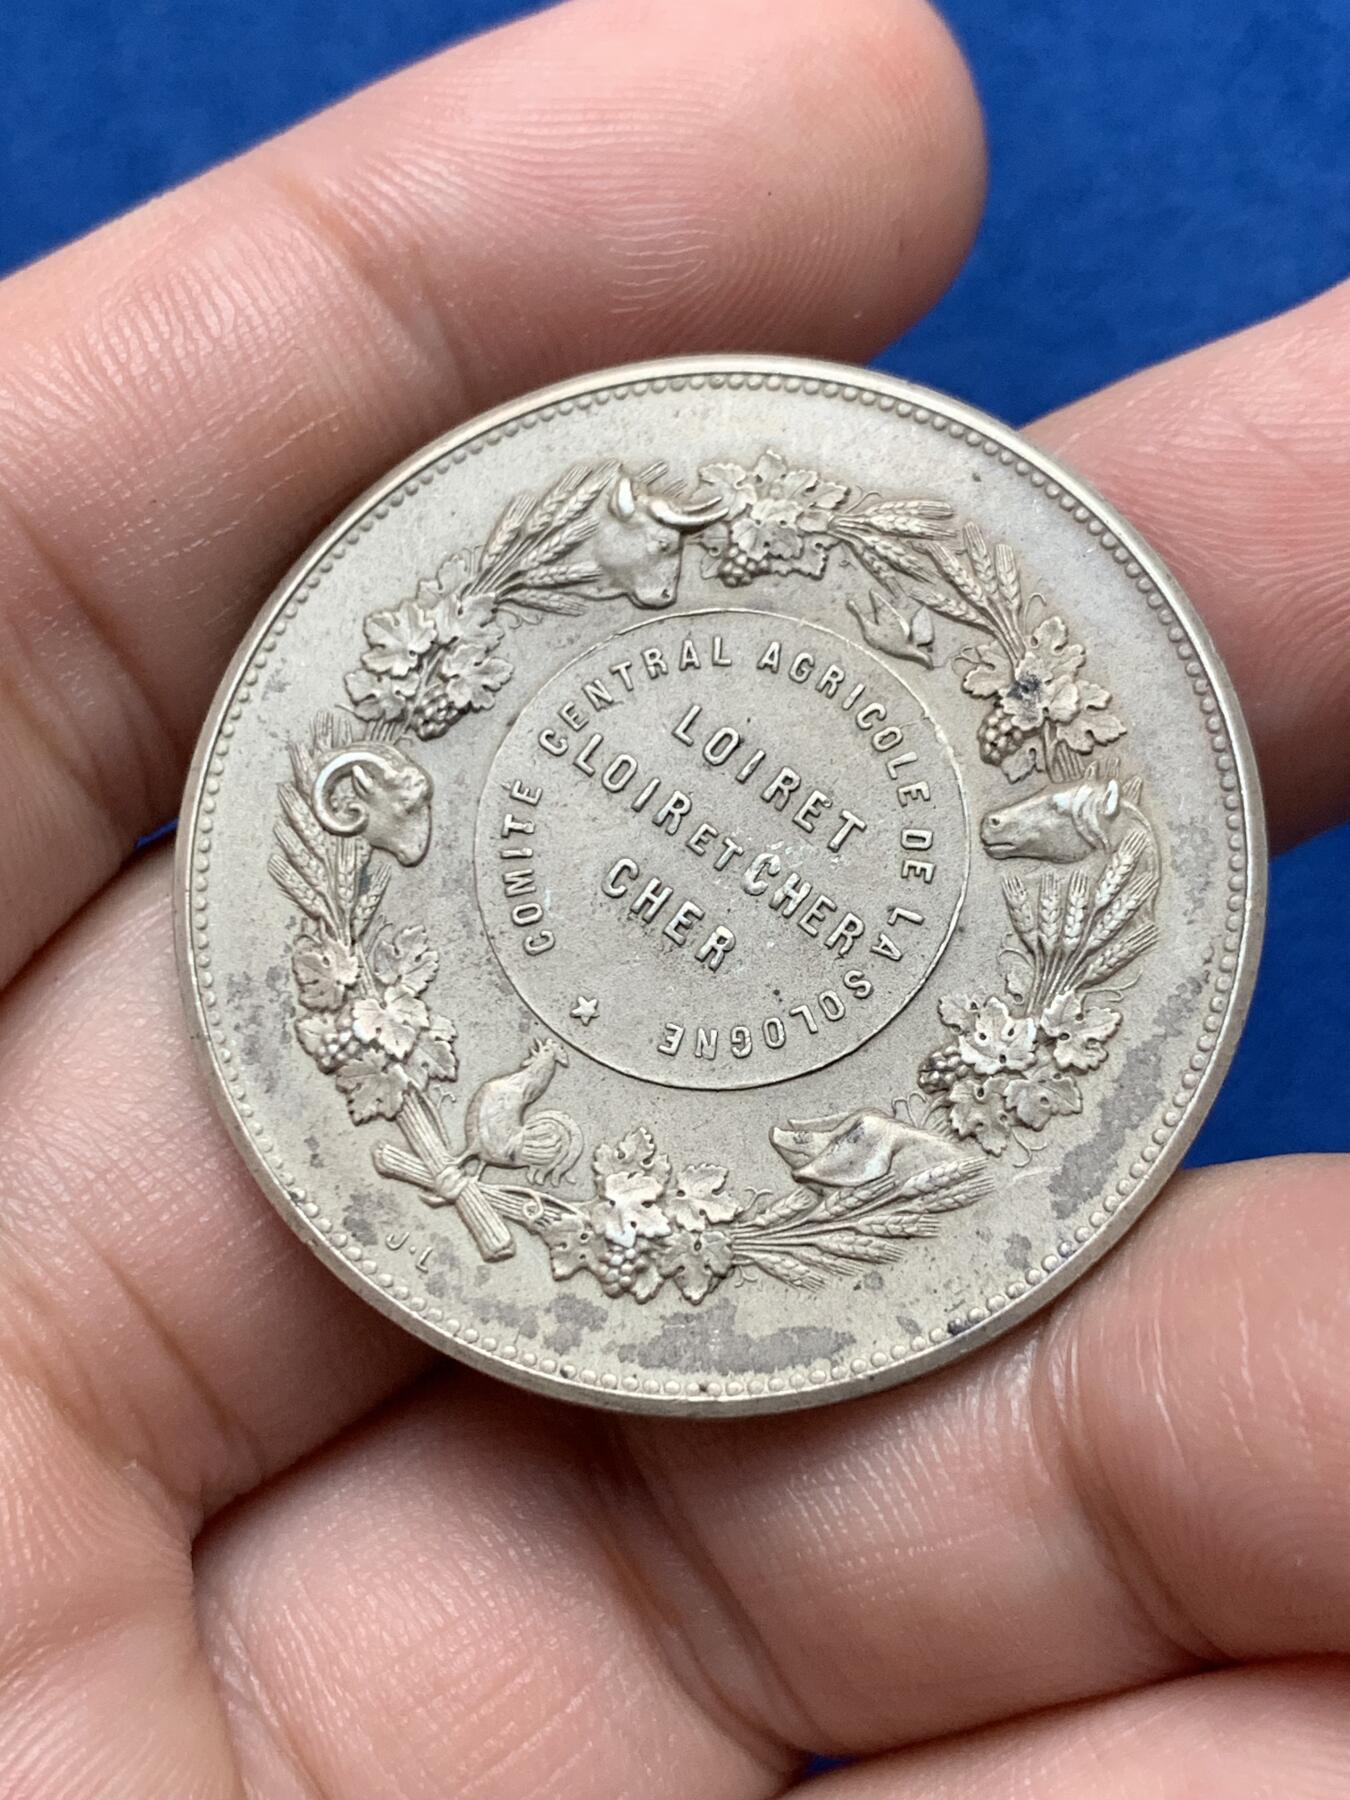 COMITÉ CENTRAL AGRICOLE DE LA SOLOGNE
LOIRET
LOIR ET CHER
CHER
J.L